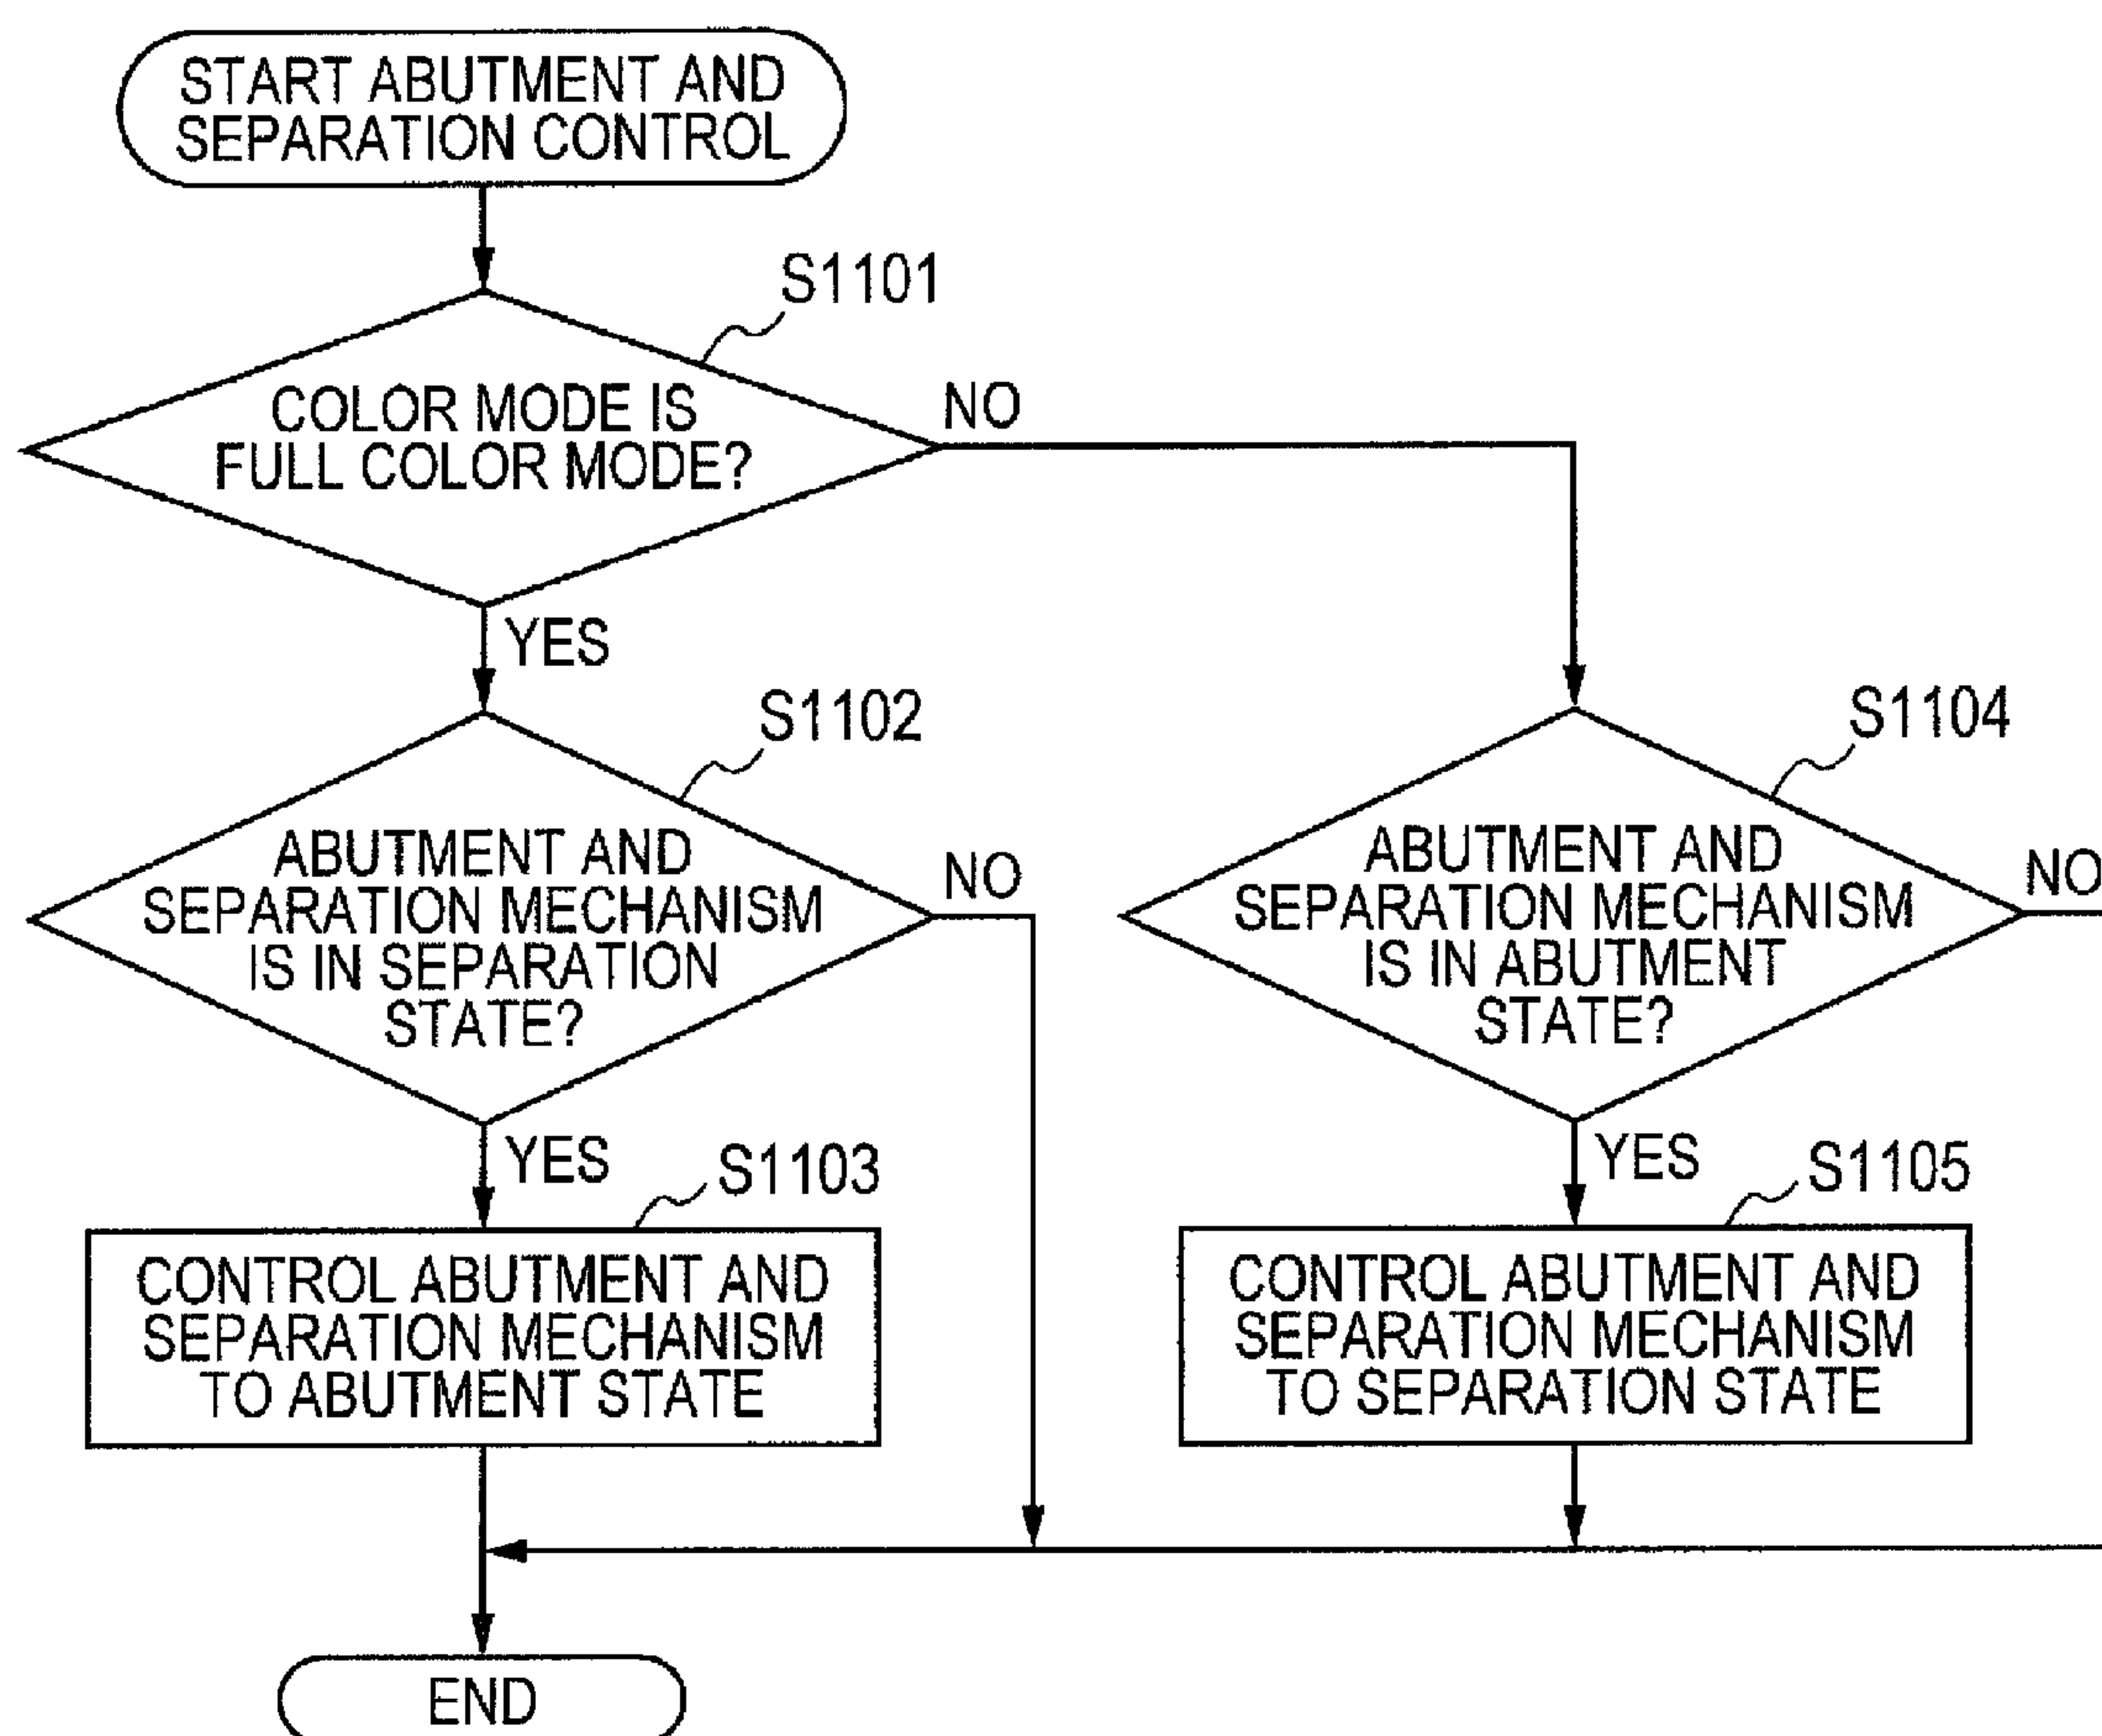 START ABUTMENT AND
SEPARATION CONTROL
S1101
COLOR MODE IS
FULL COLOR MODE?
NO
YES
S1102
ABUTMENT AND
SEPARATION MECHANISM
IS IN SEPARATION
STATE?
NO
YES
S1103
CONTROL ABUTMENT AND
SEPARATION MECHANISM
TO ABUTMENT STATE
S1104
ABUTMENT AND
SEPARATION MECHANISM
IS IN ABUTMENT
STATE?
NO
YES
S1105
CONTROL ABUTMENT AND
SEPARATION MECHANISM
TO SEPARATION STATE
END